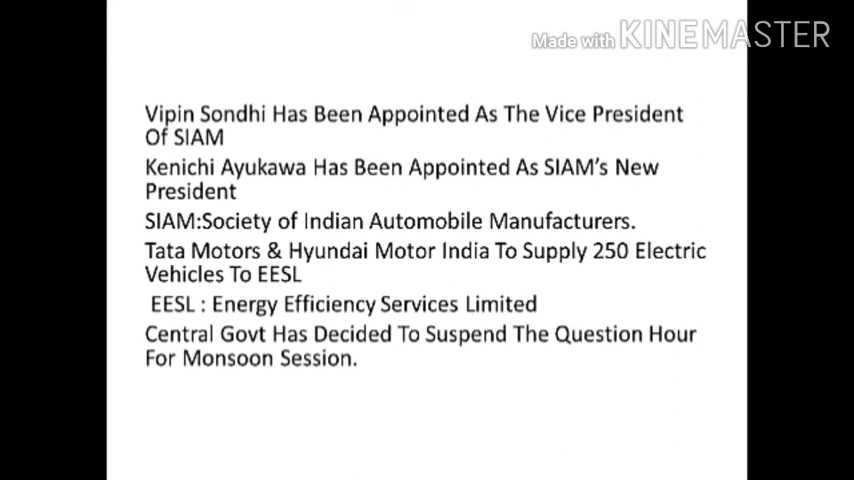 Made with KINEMASTER
Vipin Sondhi Has Been Appointed As The Vice President
Of SIAM
Kenichi Ayukawa Has Been Appointed As SIAM’s New
President
SIAM:Society of Indian Automobile Manufacturers.
Tata Motors & Hyundai Motor India To Supply 250 Electric
Vehicles To EESL
EESL : Energy Efficiency Services Limited
Central Govt Has Decided To Suspend The Question Hour
For Monsoon Session.